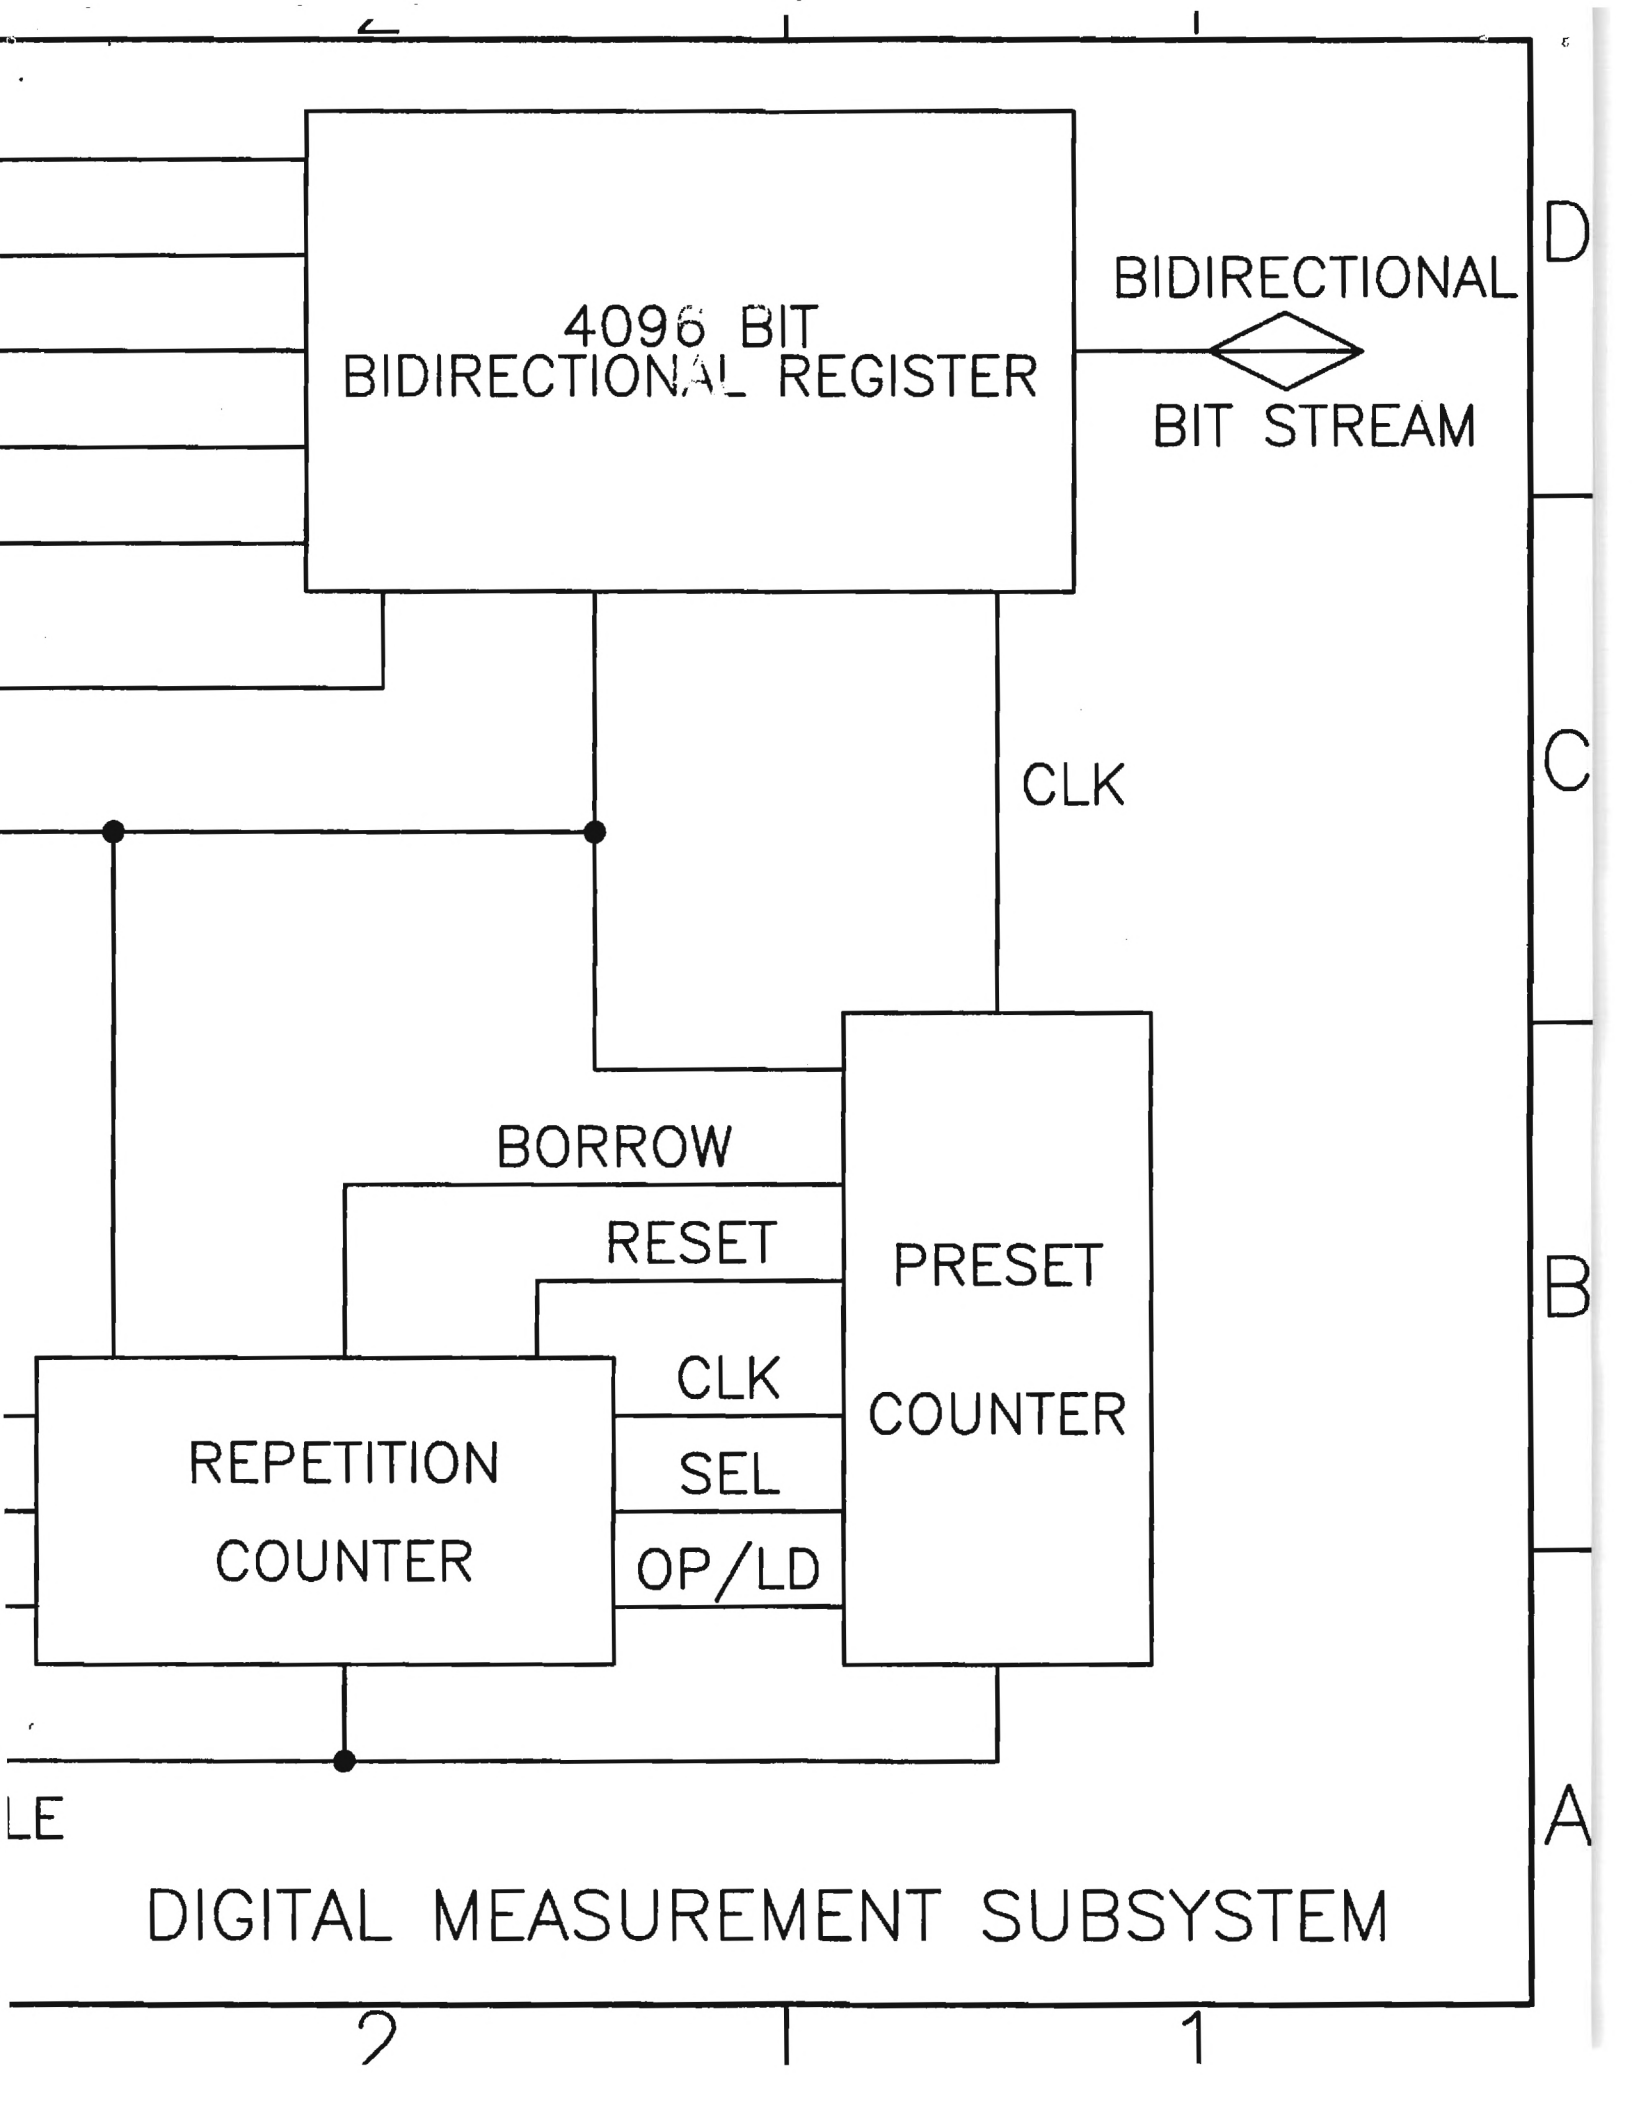 2
1
D
4096 BIT
BIDIRECTIONAL REGISTER
BIDIRECTIONAL
BIT STREAM
C
CLK
BORROW
RESET
PRESET
COUNTER
B
CLK
SEL
OP/LD
REPETITION
COUNTER
LE
A
DIGITAL MEASUREMENT SUBSYSTEM
2
1